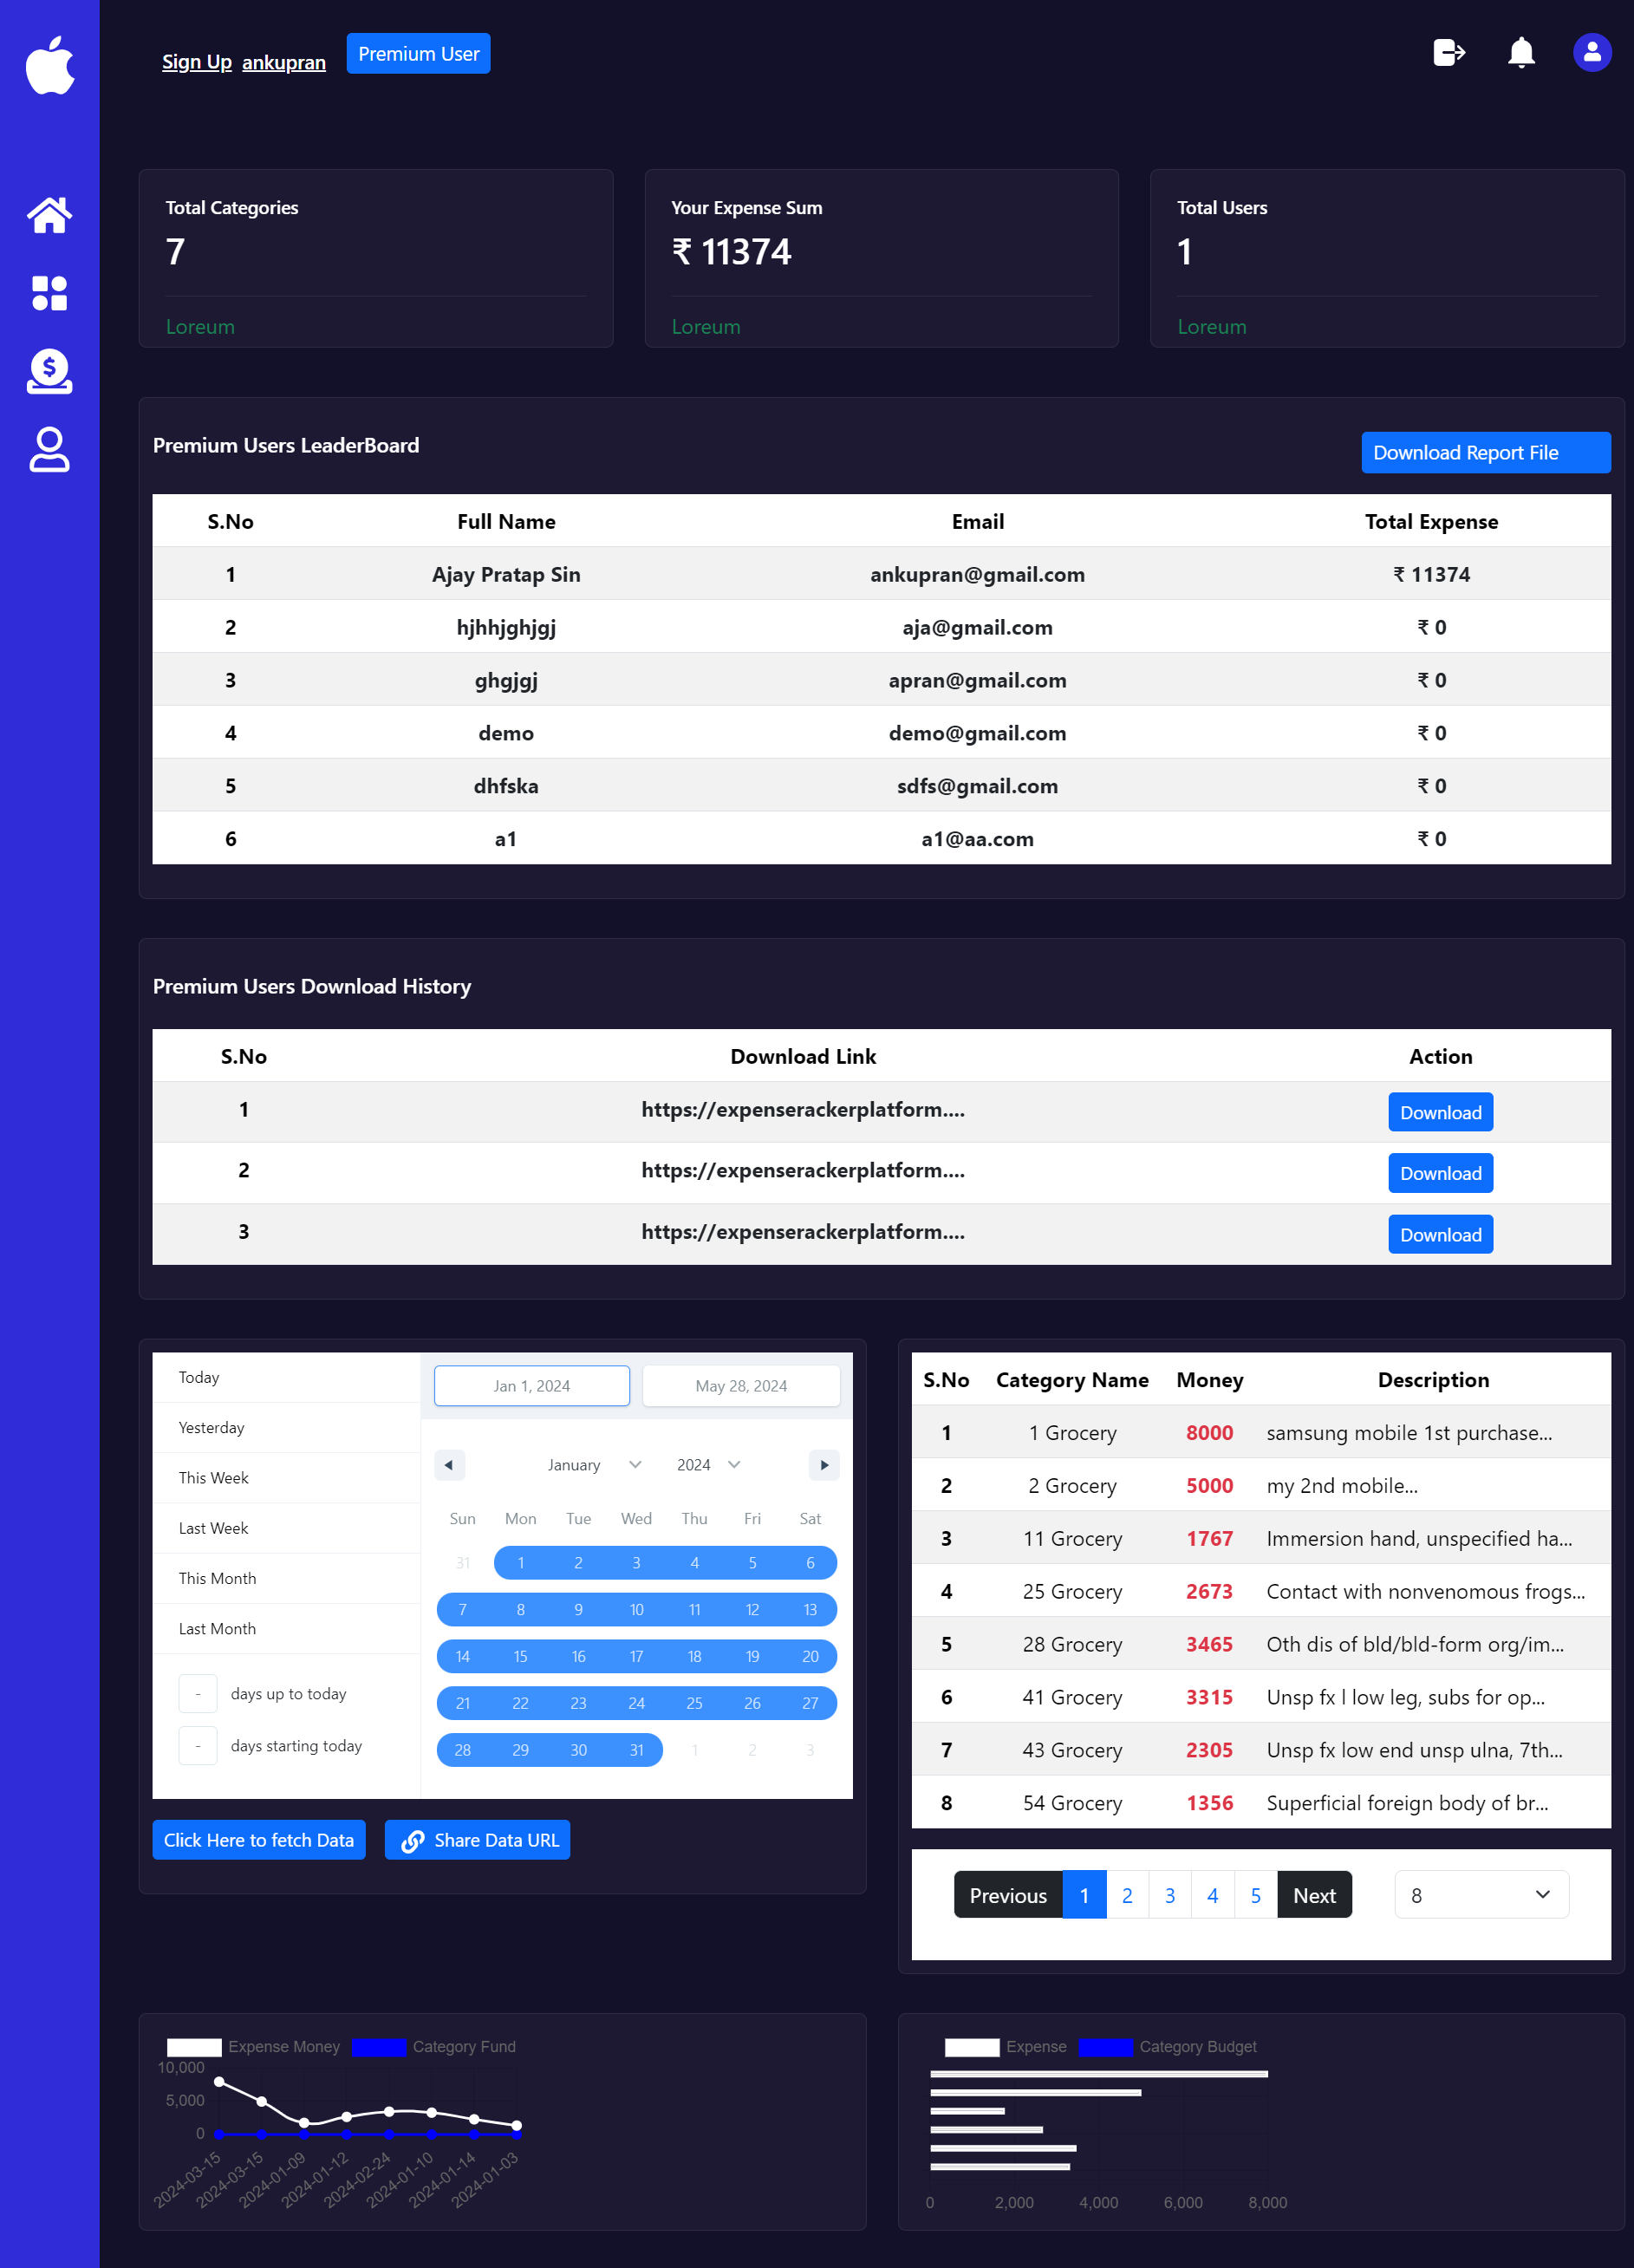 Sign Up ankupran Premium User
Total Categories
7
Loreum
Your Expense Sum
₹ 11374
Loreum
Total Users
1
Loreum
Premium Users LeaderBoard
Download Report File
S.No Full Name Email Total Expense
1 Ajay Pratap Sin ankupran@gmail.com ₹ 11374
2 hjhhjghjgj aja@gmail.com ₹ 0
3 ghgjgj apran@gmail.com ₹ 0
4 demo demo@gmail.com ₹ 0
5 dhfska sdfs@gmail.com ₹ 0
6 a1 a1@aa.com ₹ 0
Premium Users Download History
S.No Download Link Action
1 https://expenserackerplatform.... Download
2 https://expenserackerplatform.... Download
3 https://expenserackerplatform.... Download
Today
Yesterday
This Week
Last Week
This Month
Last Month
- days up to today
- days starting today
Jan 1, 2024 May 28, 2024
January 2024
Sun Mon Tue Wed Thu Fri Sat
31 1 2 3 4 5 6
7 8 9 10 11 12 13
14 15 16 17 18 19 20
21 22 23 24 25 26 27
28 29 30 31 1 2 3
Click Here to fetch Data Share Data URL
S.No Category Name Money Description
1 1 Grocery 8000 samsung mobile 1st purchase...
2 2 Grocery 5000 my 2nd mobile...
3 11 Grocery 1767 Immersion hand, unspecified ha...
4 25 Grocery 2673 Contact with nonvenomous frogs...
5 28 Grocery 3465 Oth dis of bld/bld-form org/im...
6 41 Grocery 3315 Unsp fx l low leg, subs for op...
7 43 Grocery 2305 Unsp fx low end unsp ulna, 7th...
8 54 Grocery 1356 Superficial foreign body of br...
Previous 1 2 3 4 5 Next 8
Expense Money Category Fund
10,000
5,000
0
2024-03-15 2024-03-15 2024-01-09 2024-01-12 2024-02-24 2024-01-10 2024-01-14 2024-01-03
Expense Category Budget
0 2,000 4,000 6,000 8,000